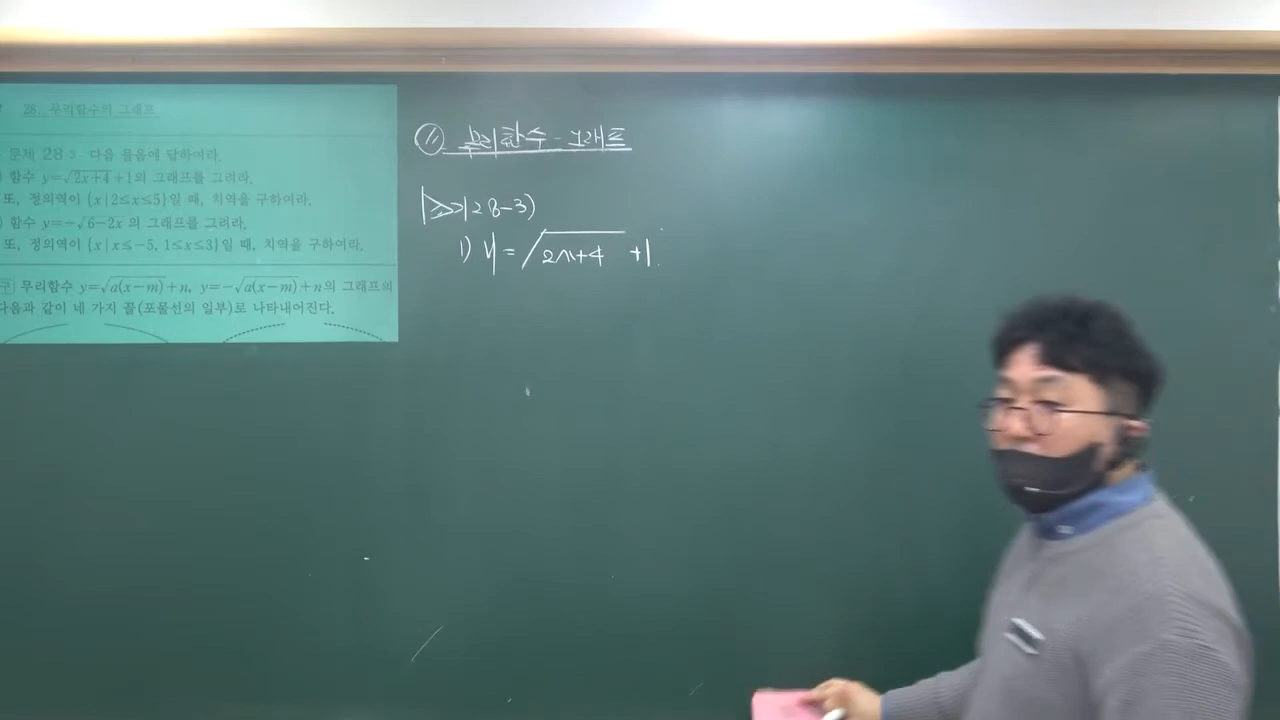 28. 무리함수의 그래프
문제 28-3 다음 물음에 답하여라.
) 함수 y=√(2x+4)+1의 그래프를 그려라.
또, 정의역이 {x|2≤x≤5}일 때, 치역을 구하여라.
) 함수 y=-√(6-2x)의 그래프를 그려라.
또, 정의역이 {x|x≤-5, 1≤x≤3}일 때, 치역을 구하여라.
구 무리함수 y=√(a(x-m))+n, y=-√(a(x-m))+n의 그래프의
다음과 같이 네 가지 꼴(포물선의 일부)로 나타내어진다.
무리함수 - 그래프
28-3)
1) y=√(2x+4) +1